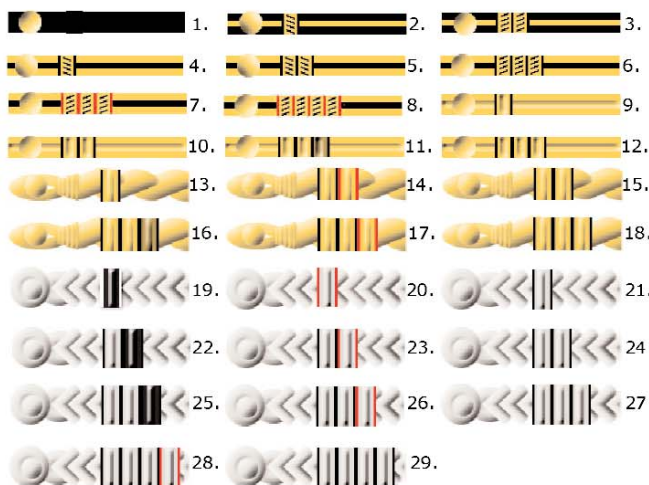 1. 2. 3.
4. 5. 6.
7. 8. 9.
10. 11. 12.
13. 14. 15.
16. 17. 18.
19. 20. 21.
22. 23. 24
25. 26. 27
28. 29.